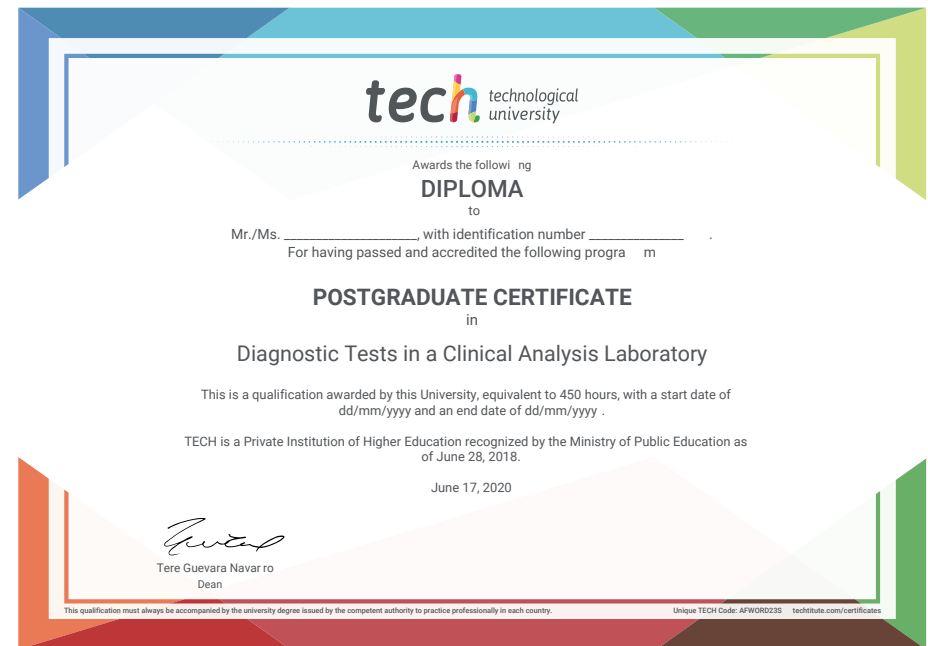 tech technological
university
Awards the followi ng
DIPLOMA
to
Mr./Ms. ____________________, with identification number ______________ .
For having passed and accredited the following progra m
POSTGRADUATE CERTIFICATE
in
Diagnostic Tests in a Clinical Analysis Laboratory
This is a qualification awarded by this University, equivalent to 450 hours, with a start date of
dd/mm/yyyy and an end date of dd/mm/yyyy .
TECH is a Private Institution of Higher Education recognized by the Ministry of Public Education as
of June 28, 2018.
June 17, 2020
Tere Guevara Navar ro
Dean
This qualification must always be accompanied by the university degree issued by the competent authority to practice professionally in each country.
Unique TECH Code: AFWORD23S techtitute.com/certificates